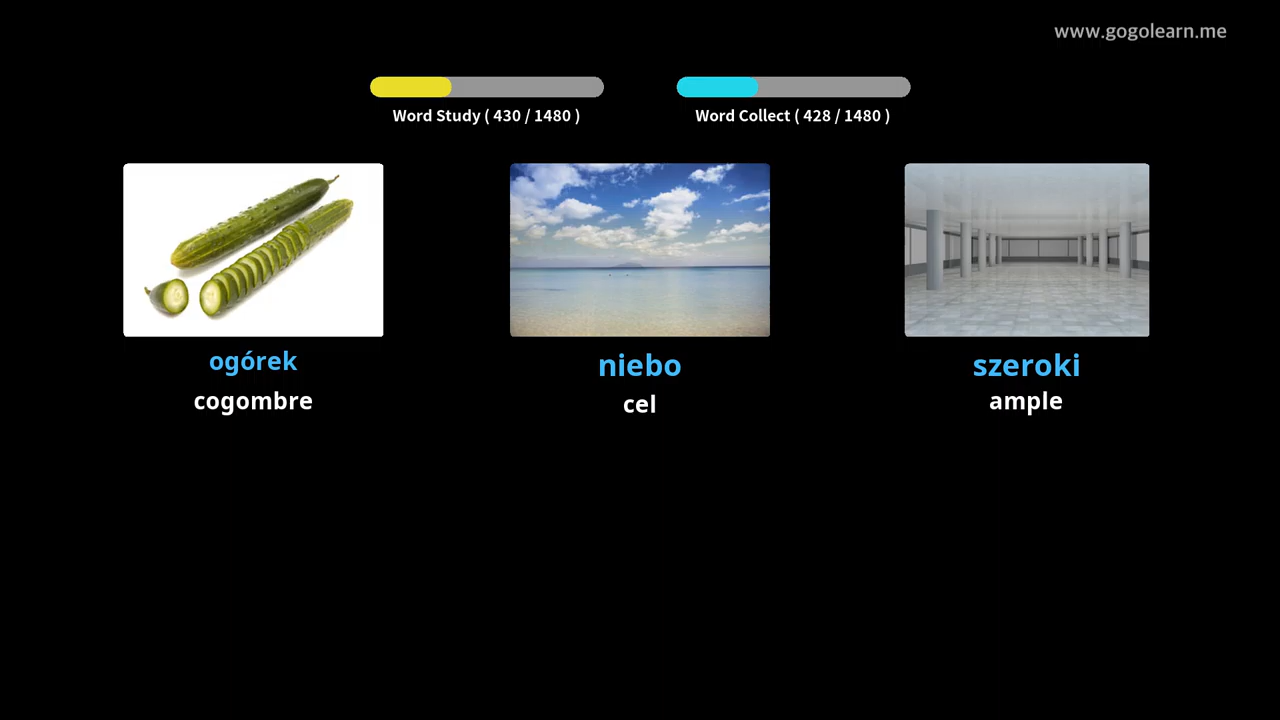 www.gogolearn.me
Word Study ( 430 / 1480 )
Word Collect ( 428 / 1480 )
ogórek
cogombre
niebo
cel
szeroki
ample